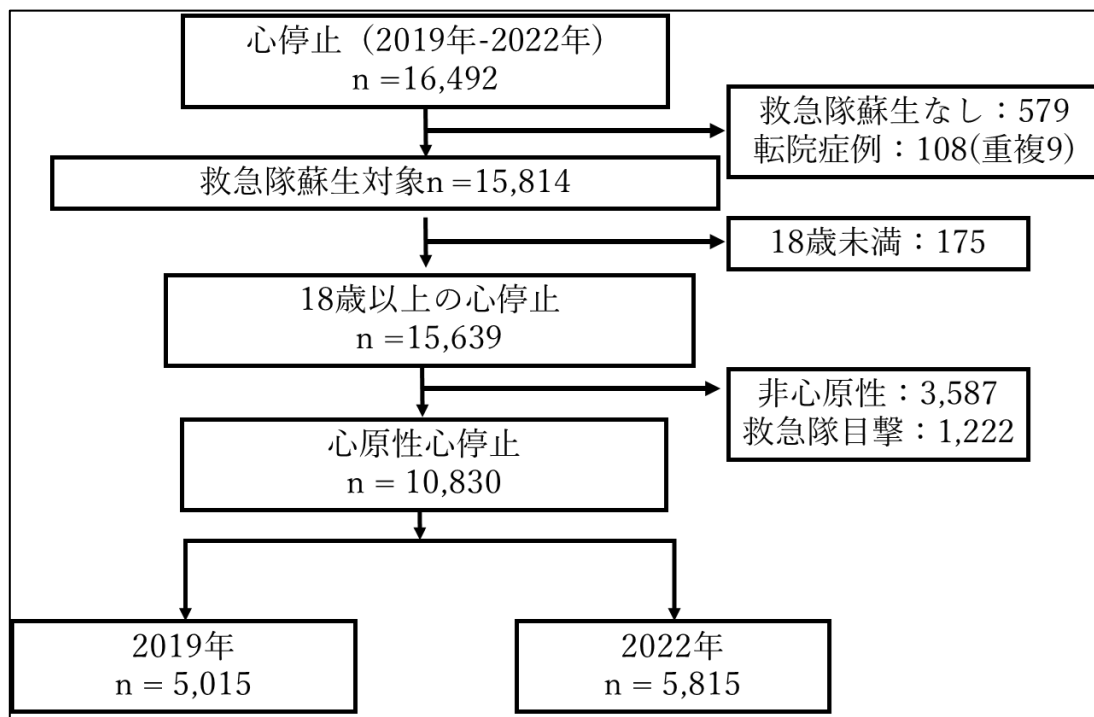 心停止（2019年-2022年）
n =16,492
救急隊蘇生なし：579
転院症例：108(重複9)
救急隊蘇生対象n =15,814
18歳未満：175
18歳以上の心停止
n =15,639
非心原性：3,587
救急隊目撃：1,222
心原性心停止
n = 10,830
2019年
n = 5,015
2022年
n = 5,815